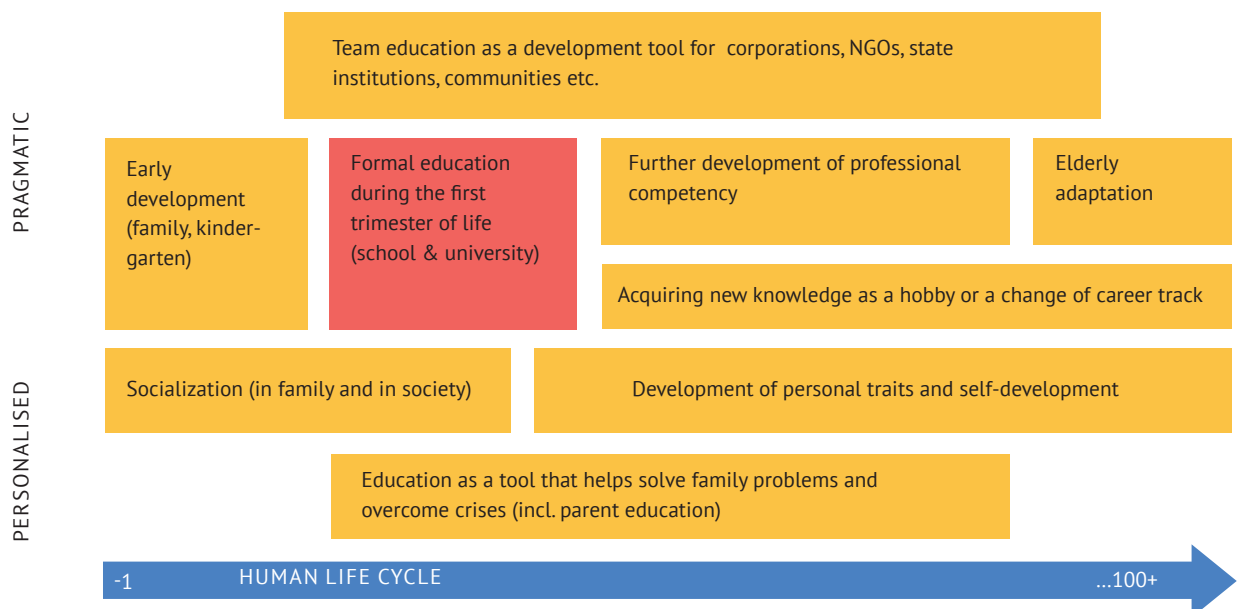 Team education as a development tool for corporations, NGOs, state
institutions, communities etc.
PRAGMATIC
Early
development
(family, kinder-
garten)
Formal education
during the first
trimester of life
(school & university)
Further development of professional
competency
Elderly
adaptation
Acquiring new knowledge as a hobby or a change of career track
PERSONALISED
Socialization (in family and in society)
Development of personal traits and self-development
Education as a tool that helps solve family problems and
overcome crises (incl. parent education)
-1
HUMAN LIFE CYCLE
...100+